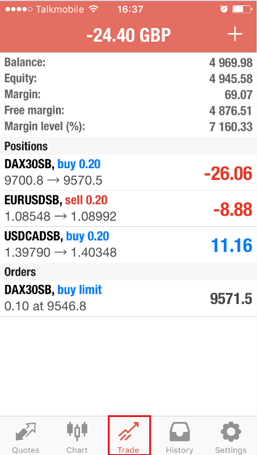 Talkmobile 16:37
-24.40 GBP +
Balance: 4 969.98
Equity: 4 945.58
Margin: 69.07
Free margin: 4 876.51
Margin level (%): 7 160.33
Positions
DAX30SB, buy 0.20 -26.06
9700.8 → 9570.5
EURUSDSB, sell 0.20 -8.88
1.08548 → 1.08992
USDCADSB, buy 0.20 11.16
1.39790 → 1.40348
Orders
DAX30SB, buy limit 9571.5
0.10 at 9546.8
Quotes Chart Trade History Settings